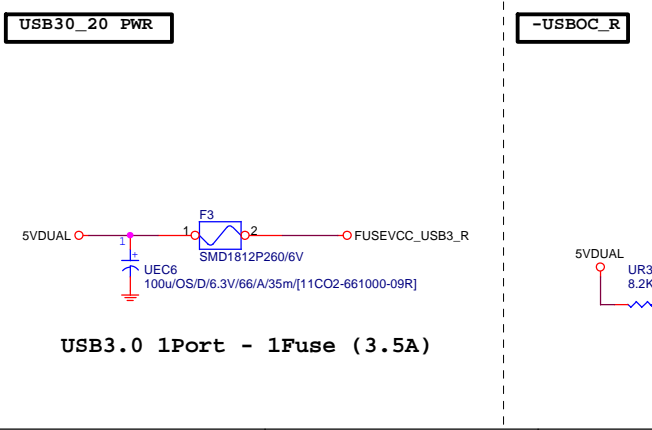 USB30_20 PWR
-USBOC_R
F3
1
2
5VDUAL
FUSEVCC_USB3_R
1
+
SMD1812P260/6V
UEC6
100u/OS/D/6.3V/66/A/35m/[11CO2-661000-09R]
5VDUAL
UR3
8.2K
USB3.0 1Port - 1Fuse (3.5A)